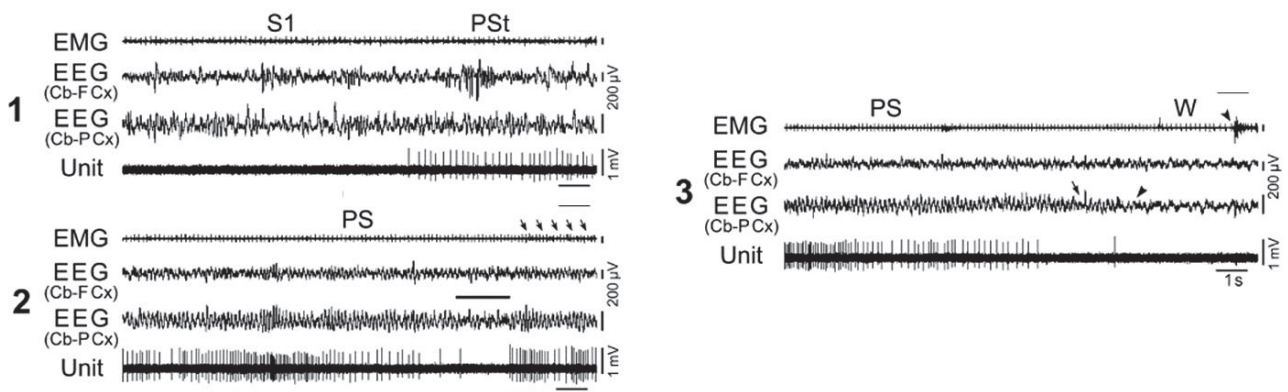 S1 PSt
EMG
EEG
(Cb-F Cx)
200 µV
1
EEG
(Cb-P Cx)
Unit
1 mV
PS
EMG
EEG
(Cb-F Cx)
200 µV
2
EEG
(Cb-P Cx)
Unit
1 mV
PS W
EMG
EEG
(Cb-F Cx)
200 µV
3
EEG
(Cb-P Cx)
Unit
1 mV
1 s